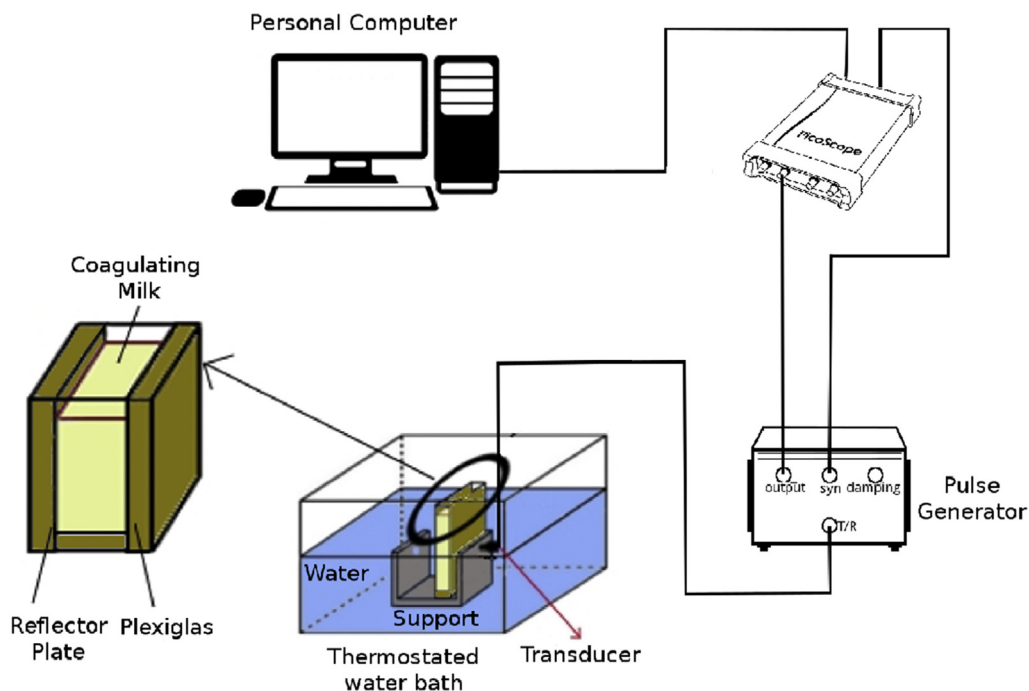 Personal Computer
PicoScope
Coagulating
Milk
output
syn
damping
T/R
Pulse
Generator
Water
Support
Reflector
Plate
Plexiglas
Thermostated
water bath
Transducer